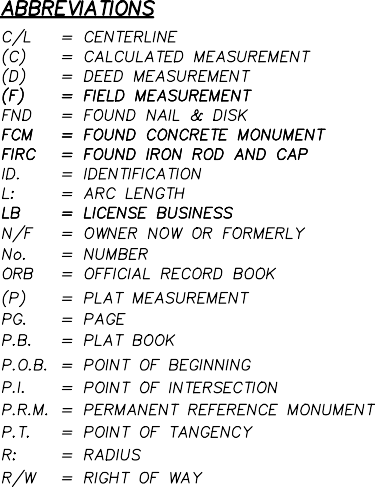 ABBREVIATIONS
C/L = CENTERLINE
(C) = CALCULATED MEASUREMENT
(D) = DEED MEASUREMENT
(F) = FIELD MEASUREMENT
FND = FOUND NAIL & DISK
FCM = FOUND CONCRETE MONUMENT
FIRC = FOUND IRON ROD AND CAP
ID. = IDENTIFICATION
L: = ARC LENGTH
LB = LICENSE BUSINESS
N/F = OWNER NOW OR FORMERLY
No. = NUMBER
ORB = OFFICIAL RECORD BOOK
(P) = PLAT MEASUREMENT
PG. = PAGE
P.B. = PLAT BOOK
P.O.B. = POINT OF BEGINNING
P.I. = POINT OF INTERSECTION
P.R.M. = PERMANENT REFERENCE MONUMENT
P.T. = POINT OF TANGENCY
R: = RADIUS
R/W = RIGHT OF WAY